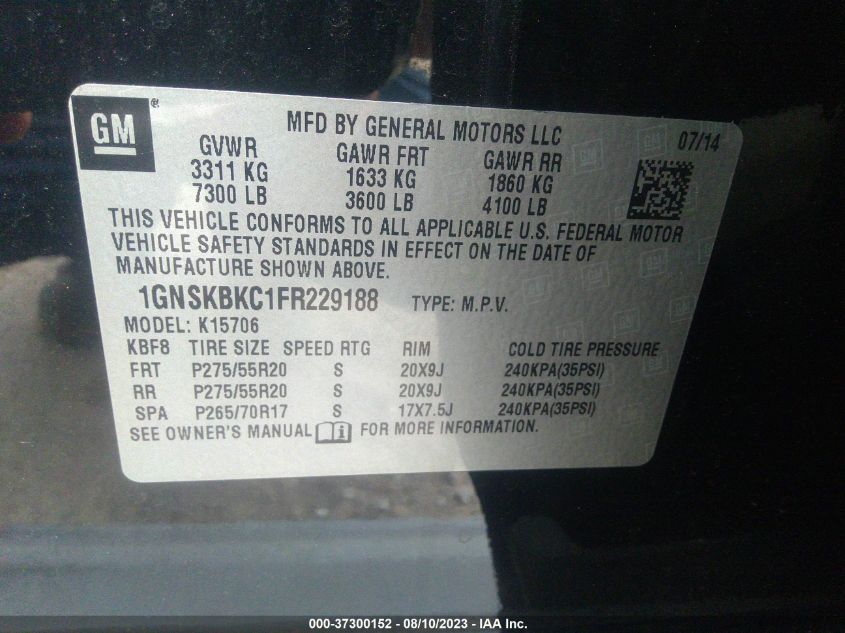 GM ®
MFD BY GENERAL MOTORS LLC 07/14
GVWR GAWR FRT GAWR RR
3311 KG 1633 KG 1860 KG
7300 LB 3600 LB 4100 LB
THIS VEHICLE CONFORMS TO ALL APPLICABLE U.S. FEDERAL MOTOR
VEHICLE SAFETY STANDARDS IN EFFECT ON THE DATE OF
MANUFACTURE SHOWN ABOVE.
1GNSKBKC1FR229188 TYPE: M.P.V.
MODEL: K15706
KBF8 TIRE SIZE SPEED RTG RIM COLD TIRE PRESSURE
FRT P275/55R20 S 20X9J 240KPA(35PSI)
RR P275/55R20 S 20X9J 240KPA(35PSI)
SPA P265/70R17 S 17X7.5J 240KPA(35PSI)
SEE OWNER'S MANUAL i FOR MORE INFORMATION.
000-37300152 - 08/10/2023 - IAA Inc.